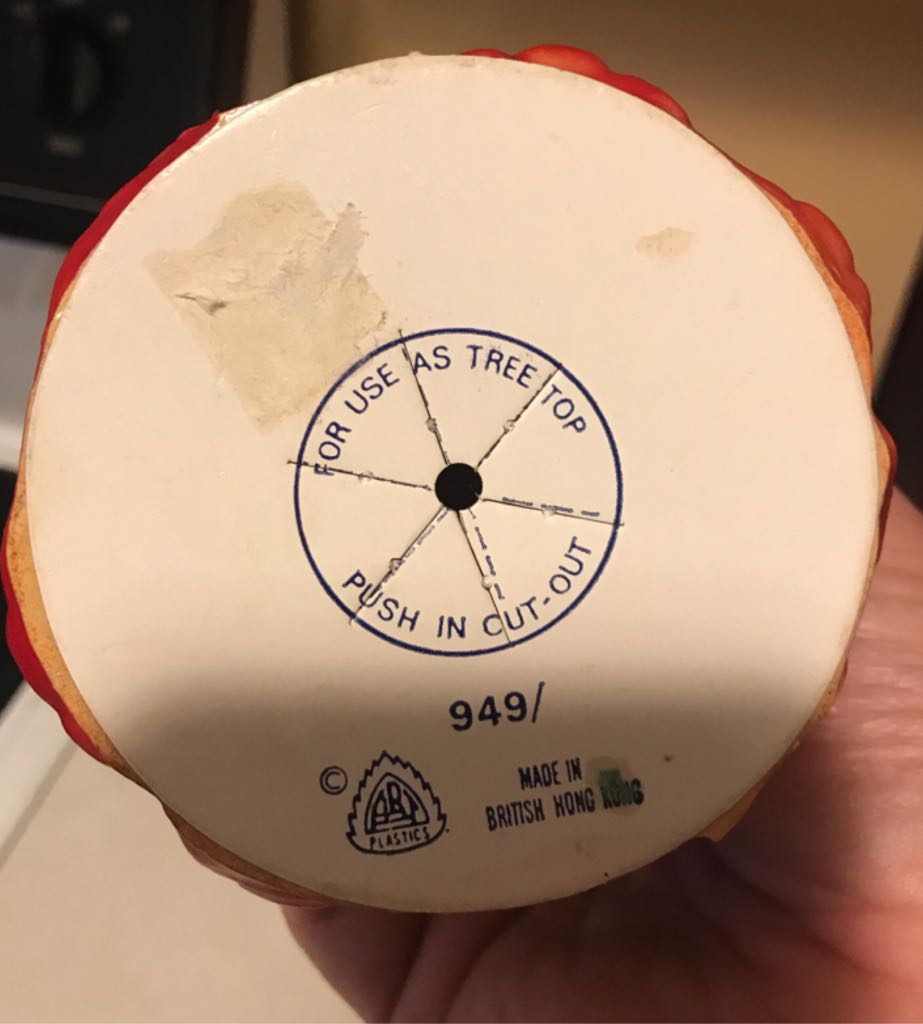 FOR USE AS TREE TOP
PUSH IN CUT-OUT
949/
©
ART
PLASTICS
MADE IN
BRITISH HONG KONG